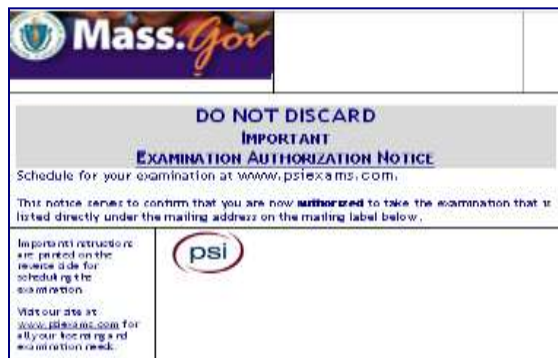 Mass.Gov
DO NOT DISCARD
IMPORTANT
EXAMINATION AUTHORIZATION NOTICE
Schedule for your examination at www.psiexams.com.
This notice serves to confirm that you are now authorized to take the examination that is
listed directly under the mailing address on the mailing label below.
Important instructions
are printed on the
reverse side for
scheduling the
examination
Visit our site at
www.psiexams.com for
all your licensing and
examination needs.
psi